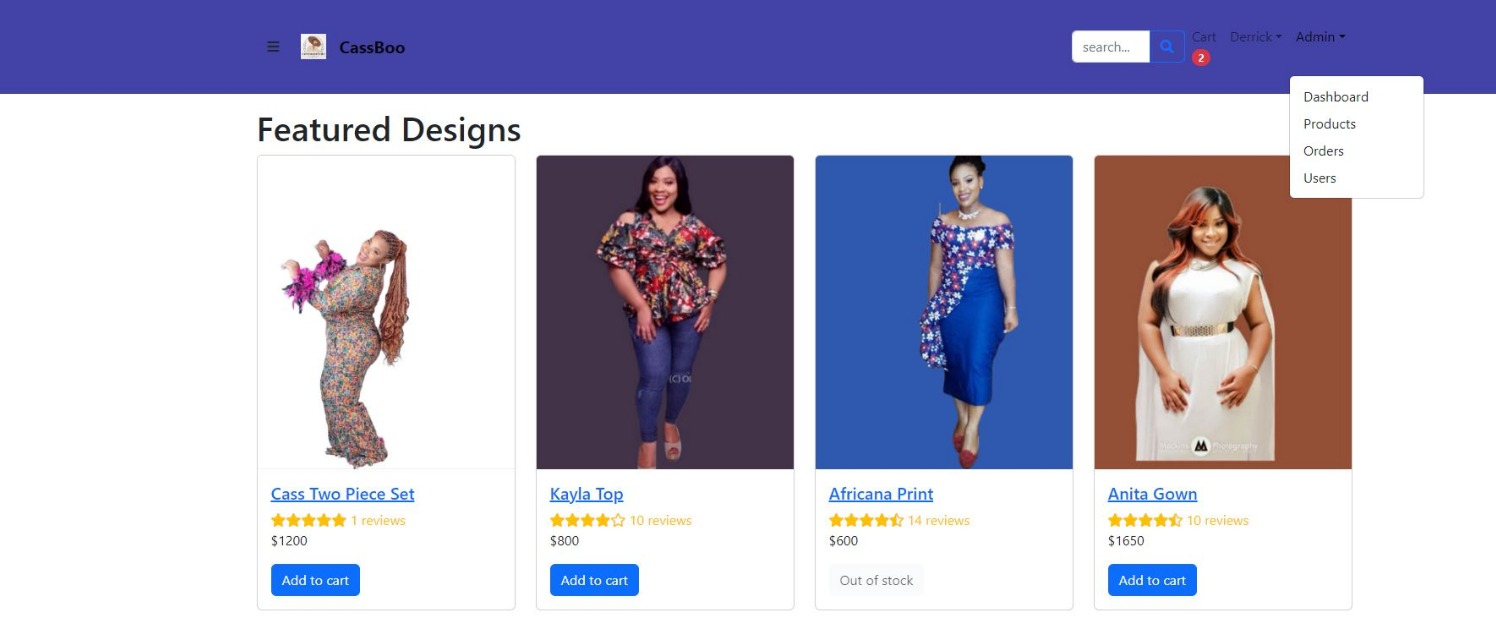 CassBoo
search...
Cart
2
Derrick
Admin
Dashboard
Products
Orders
Users
Featured Designs
Cass Two Piece Set
1 reviews
$1200
Add to cart
Kayla Top
10 reviews
$800
Add to cart
Africana Print
14 reviews
$600
Out of stock
Anita Gown
10 reviews
$1650
Add to cart
Photography